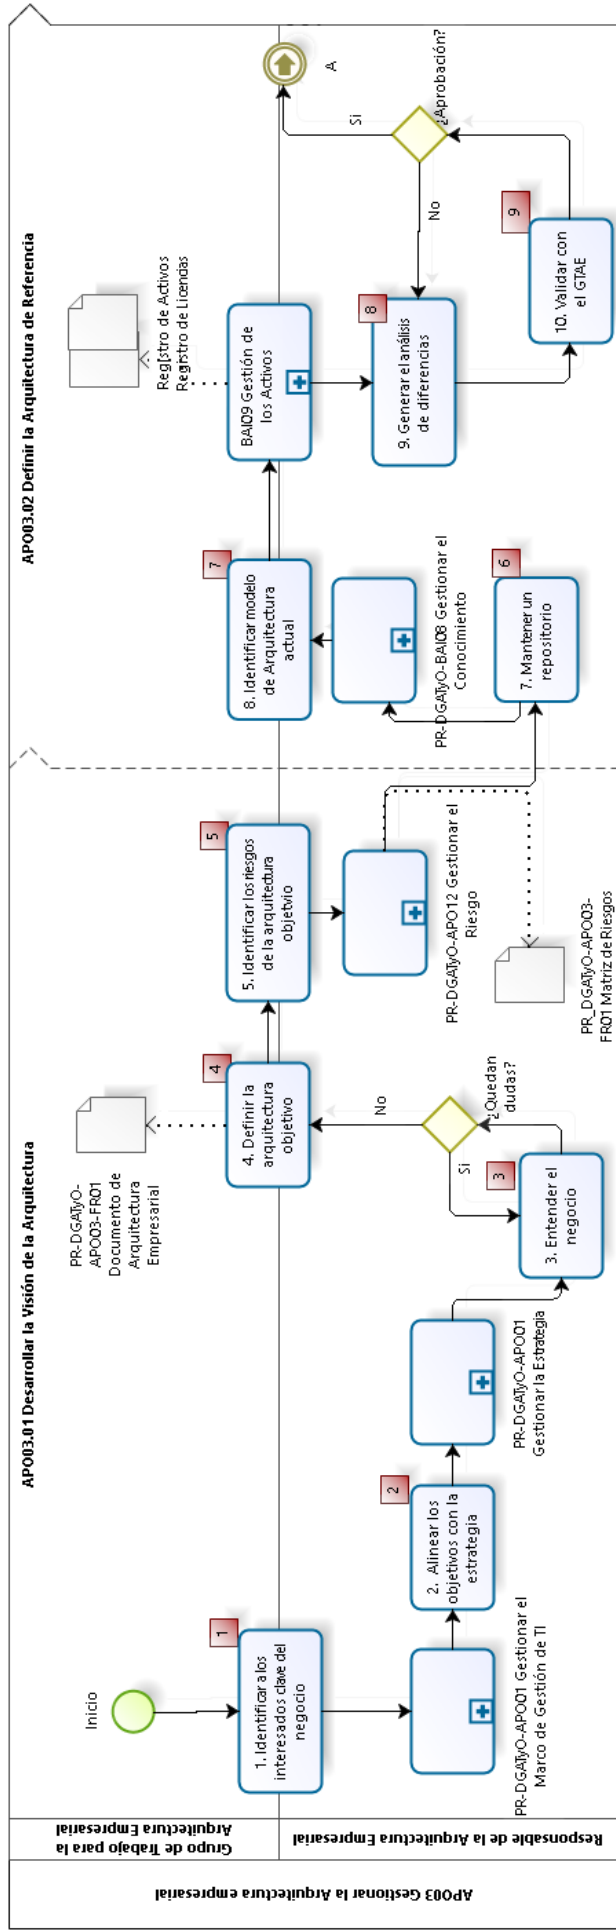 APO03 Gestionar la Arquitectura empresarial
Grupo de Trabajo para la
Arquitectura Empresarial
Responsable de la Arquitectura Empresarial
APO03.01 Desarrollar la Visión de la Arquitectura
Inicio
1
1. Identificar a los
interesados clave del
negocio
PR-DGATyO-APO01 Gestionar el
Marco de Gestión de TI
2
2. Alinear los
objetivos con la
estrategia
PR-DGATyO-APO01
Gestionar la Estrategia
3
3. Entender el
negocio
¿Quedan
dudas?
Si
No
PR-DGATyO-
APO03-FR01
Documento de
Arquitectura
Empresarial
4
4. Definir la
arquitectura
objetivo
5
5. Identificar los riesgos
de la arquitectura
objetvio
PR-DGATyO-APO12 Gestionar el
Riesgo
PR_DGATyO-APO03-
FR01 Matriz de Riesgos
APO03.02 Definir la Arquitectura de Referencia
6
7. Mantener un
repositorio
PR-DGATyO-BAI08 Gestionar el
Conocimiento
7
8. Identificar modelo
de Arquitectura
actual
Registro de Activos
Registro de Licencias
BAI09 Gestión de
los Activos
8
9. Generar el análisis
de diferencias
9
10. Validar con
el GTAE
¿Aprobación?
No
Si
A